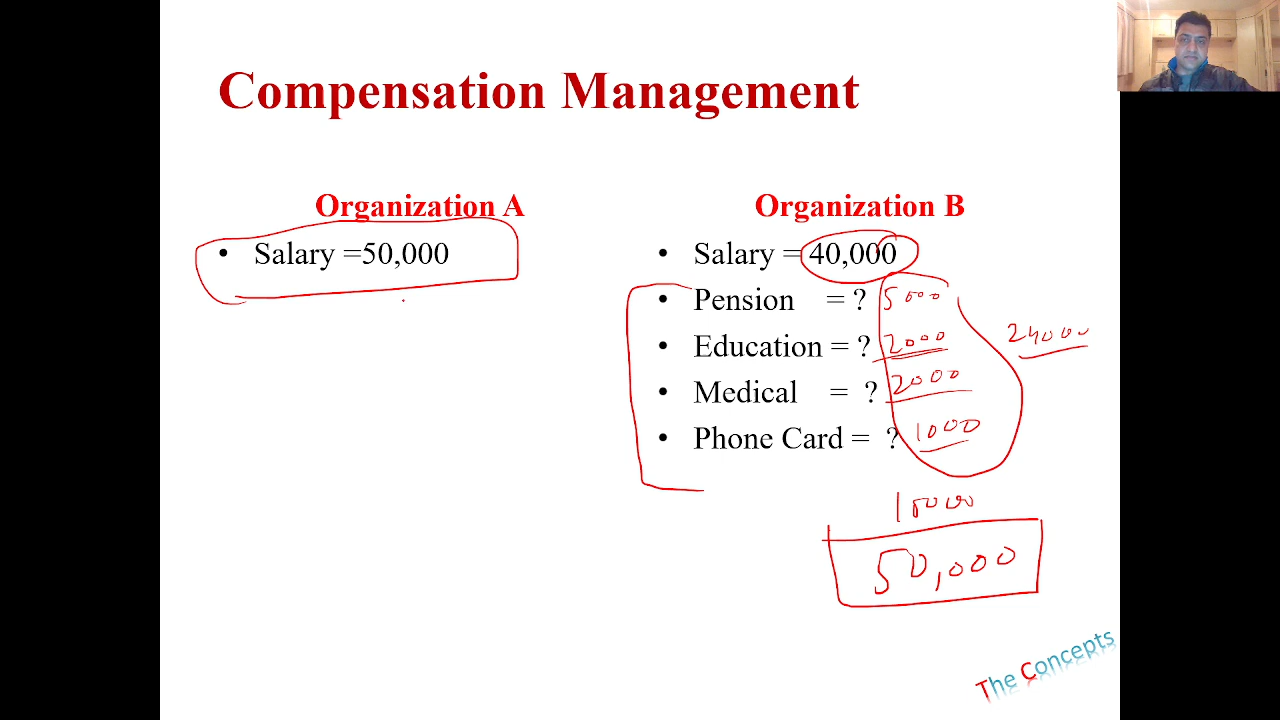 Compensation Management
Organization A
• Salary =50,000
Organization B
• Salary = 40,000
• Pension = ? 5000
• Education = ? 2000
• Medical = ? 2000
• Phone Card = ? 1000
24000
10000
50,000
The Concepts